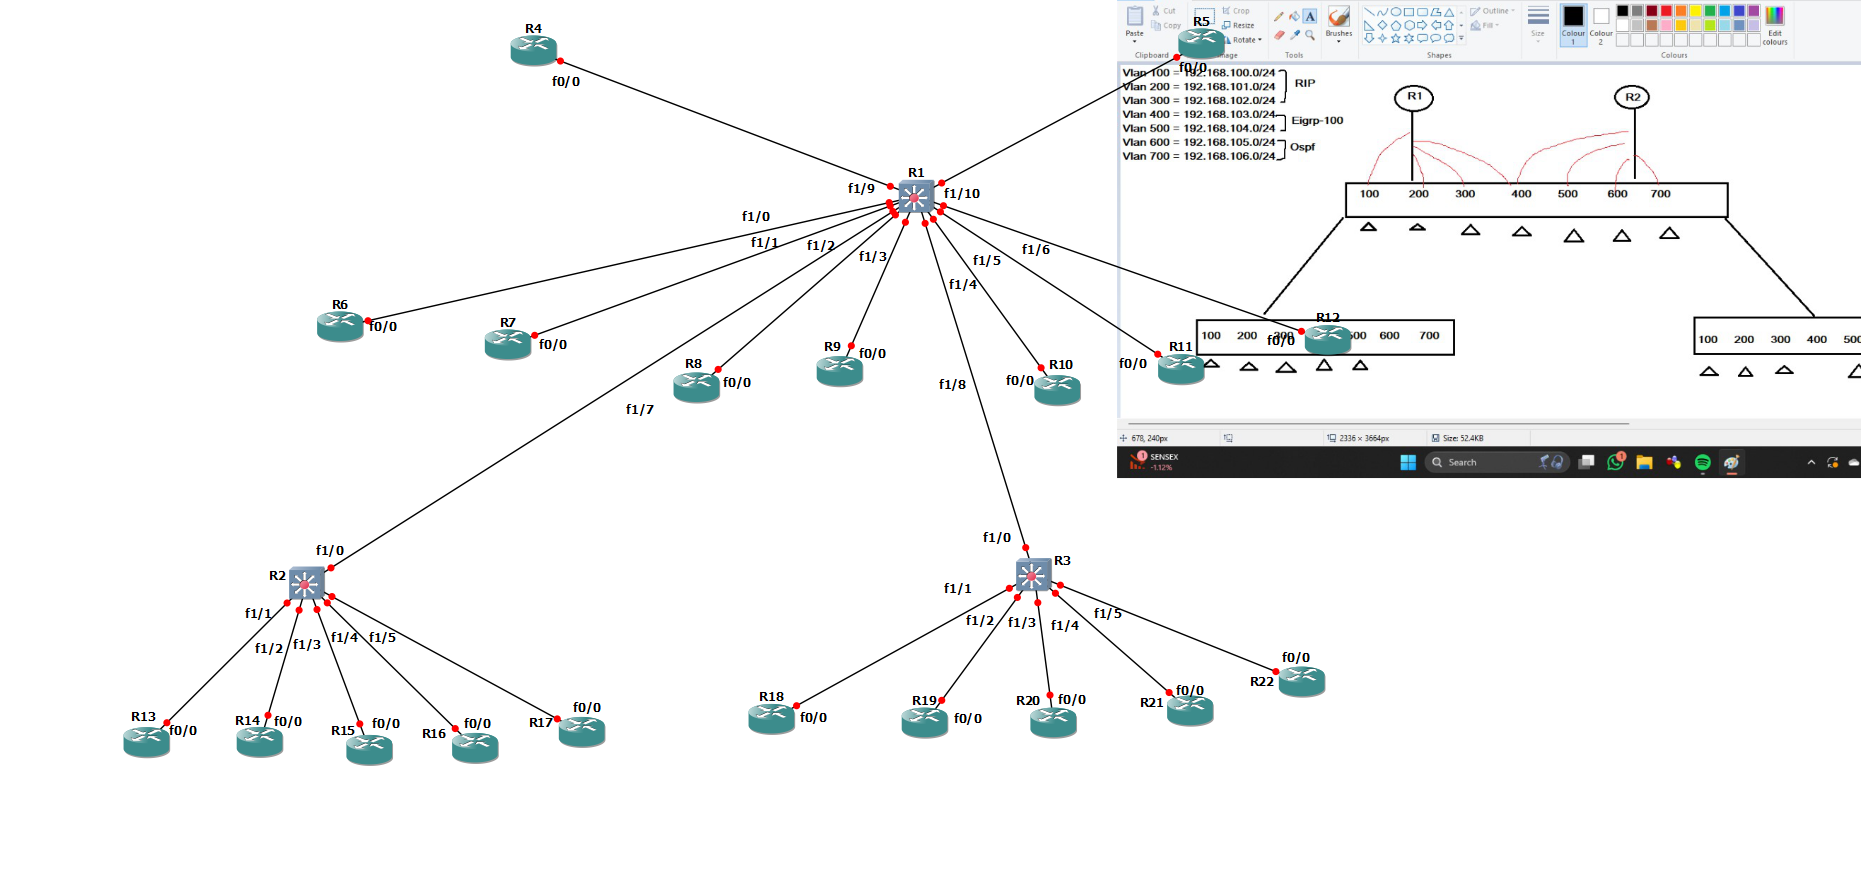 R4
f0/0
R5
f0/0
Cut
Copy
Paste
Clipboard
Crop
Resize
Rotate
Tools
Brushes
Outline
Fill
Shapes
Size
Colour 1
Colour 2
Edit colours
Colours
Vlan 100 = 192.168.100.0/24
Vlan 200 = 192.168.101.0/24
Vlan 300 = 192.168.102.0/24
RIP
Vlan 400 = 192.168.103.0/24
Vlan 500 = 192.168.104.0/24
Eigrp-100
Vlan 600 = 192.168.105.0/24
Vlan 700 = 192.168.106.0/24
Ospf
R1
R2
100 200 300 400 500 600 700
R1
f1/9
f1/10
f1/0
f1/1
f1/2
f1/3
f1/4
f1/5
f1/6
R6
f0/0
R7
f0/0
R8
f0/0
R9
f0/0
R10
f0/0
R11
f0/0
R12
f0/0
100 200 300 500 600 700
100 200 300 400 500
f1/7
f1/8
678, 240px
2336 × 3664px
Size: 52.4KB
1
SENSEX
-1.12%
Search
1
f1/0
R2
f1/1
f1/2
f1/3
f1/4
f1/5
f1/0
R3
f1/1
f1/2
f1/3
f1/4
f1/5
R13
f0/0
R14
f0/0
R15
f0/0
R16
f0/0
R17
f0/0
R18
f0/0
R19
f0/0
R20
f0/0
R21
f0/0
R22
f0/0